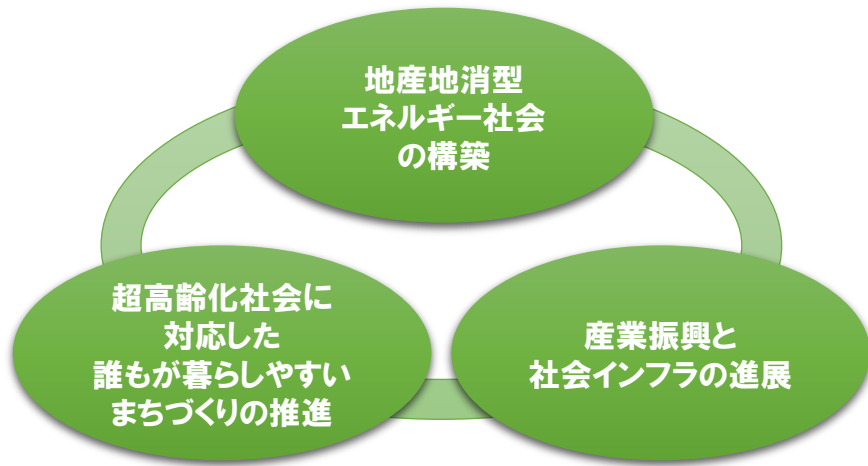 地産地消型
エネルギー社会
の構築
超高齢化社会に
対応した
誰もが暮らしやすい
まちづくりの推進
産業振興と
社会インフラの進展